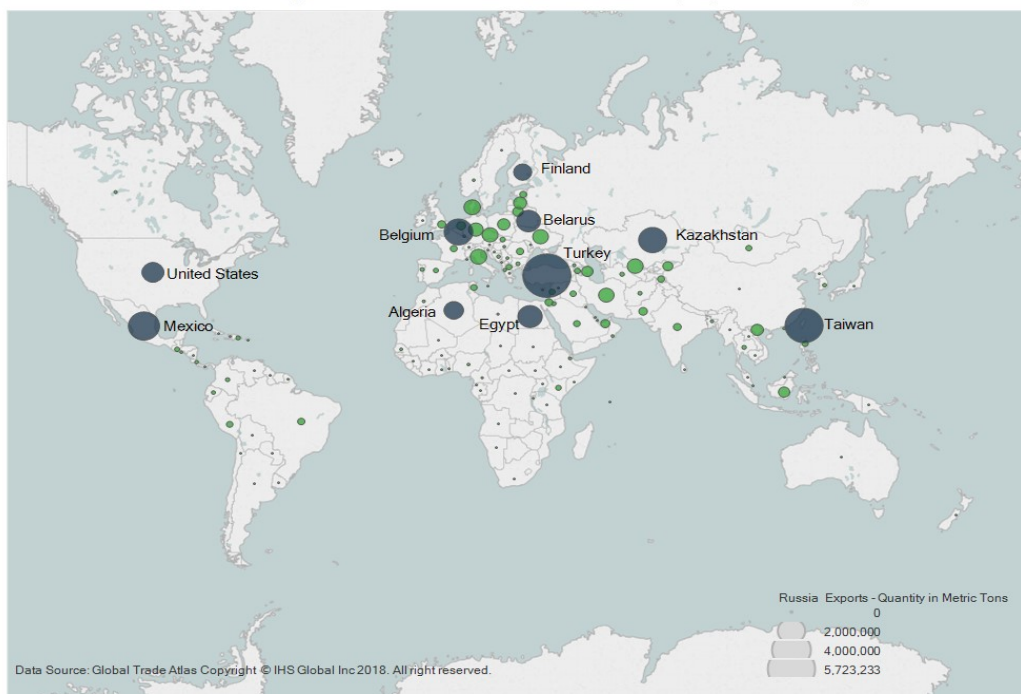 Finland
Belarus
Belgium
Kazakhstan
Turkey
United States
Algeria
Egypt
Mexico
Taiwan
Russia Exports - Quantity in Metric Tons
0
2,000,000
4,000,000
5,723,233
Data Source: Global Trade Atlas Copyright © IHS Global Inc 2018. All right reserved.